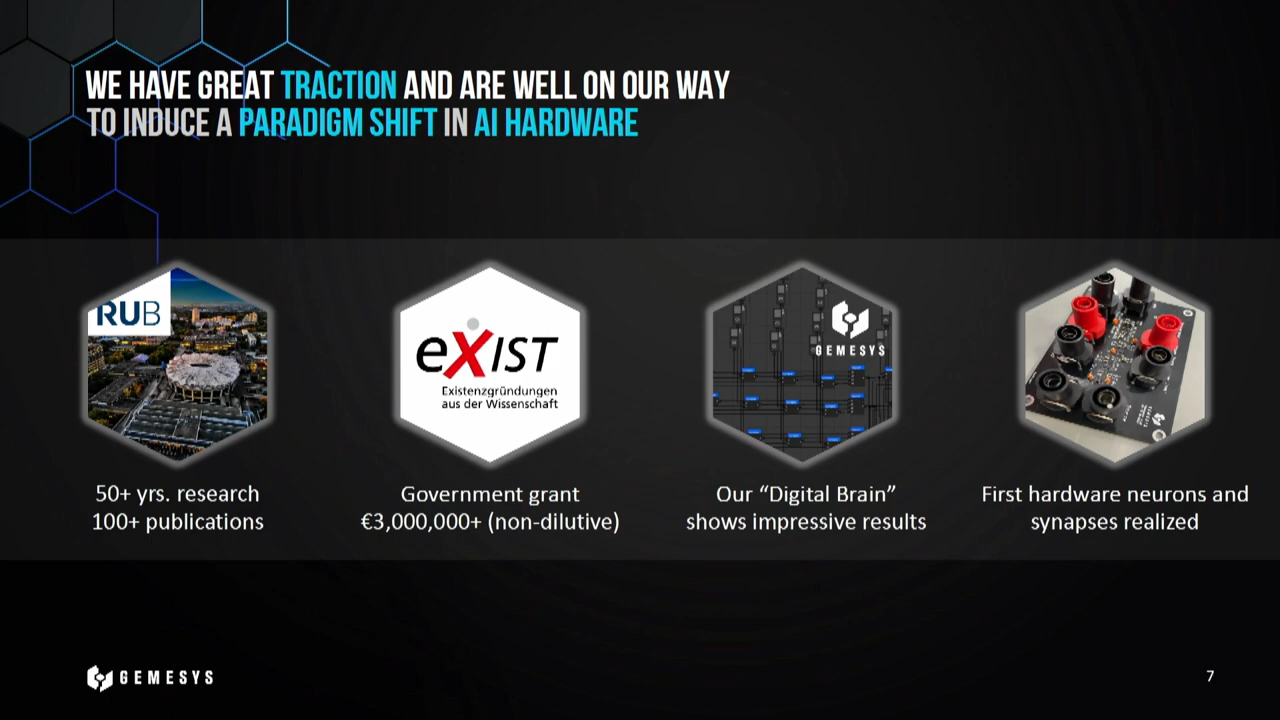 WE HAVE GREAT TRACTION AND ARE WELL ON OUR WAY
TO INDUCE A PARADIGM SHIFT IN AI HARDWARE
RUB
eXIST
Existenzgründungen
aus der Wissenschaft
GEMESYS
50+ yrs. research
100+ publications
Government grant
€3,000,000+ (non-dilutive)
Our “Digital Brain”
shows impressive results
First hardware neurons and
synapses realized
GEMESYS
7